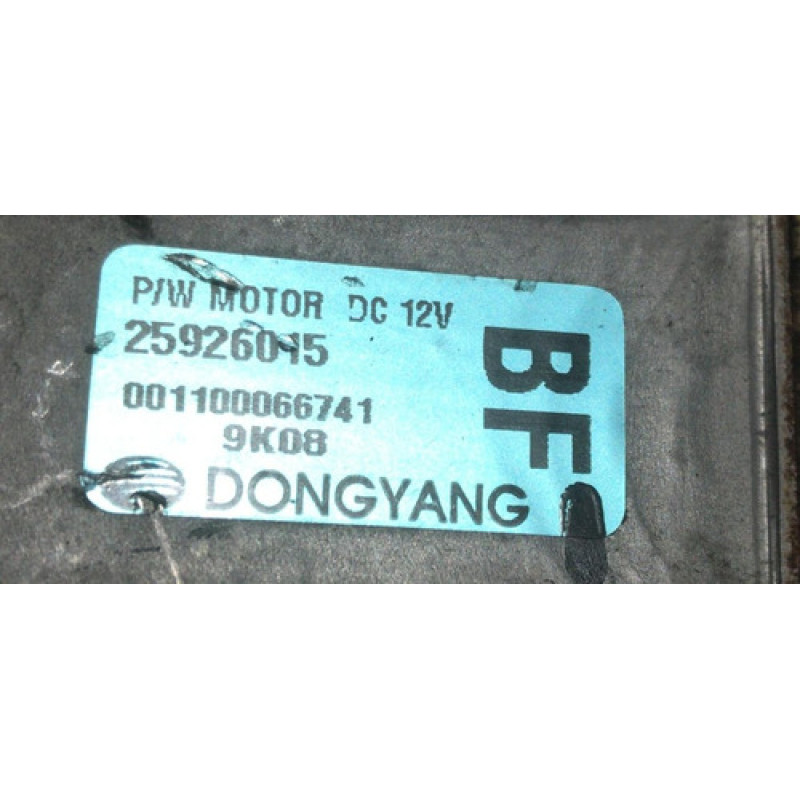 P/W MOTOR DC 12V
25926015
001100066741
9K08
DONGYANG
BF